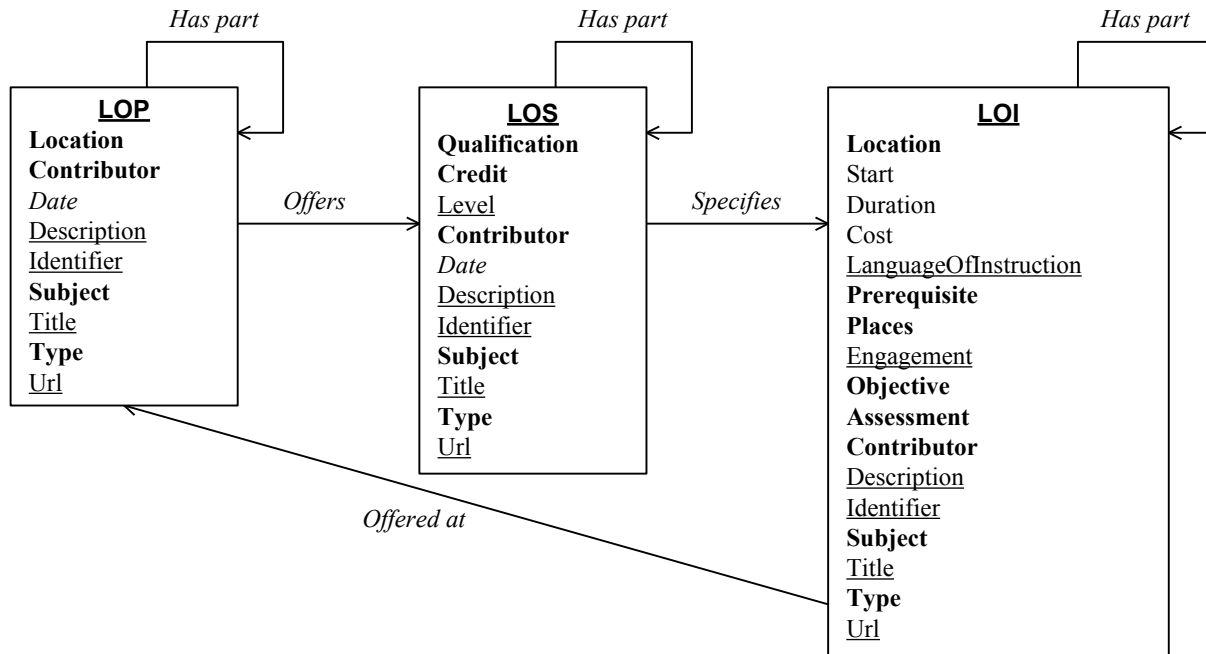 Has part
Has part
Has part
LOP
Location
Contributor
Date
Description
Identifier
Subject
Title
Type
Url
Offers
LOS
Qualification
Credit
Level
Contributor
Date
Description
Identifier
Subject
Title
Type
Url
Specifies
LOI
Location
Start
Duration
Cost
LanguageOfInstruction
Prerequisite
Places
Engagement
Objective
Assessment
Contributor
Description
Identifier
Subject
Title
Type
Url
Offered at